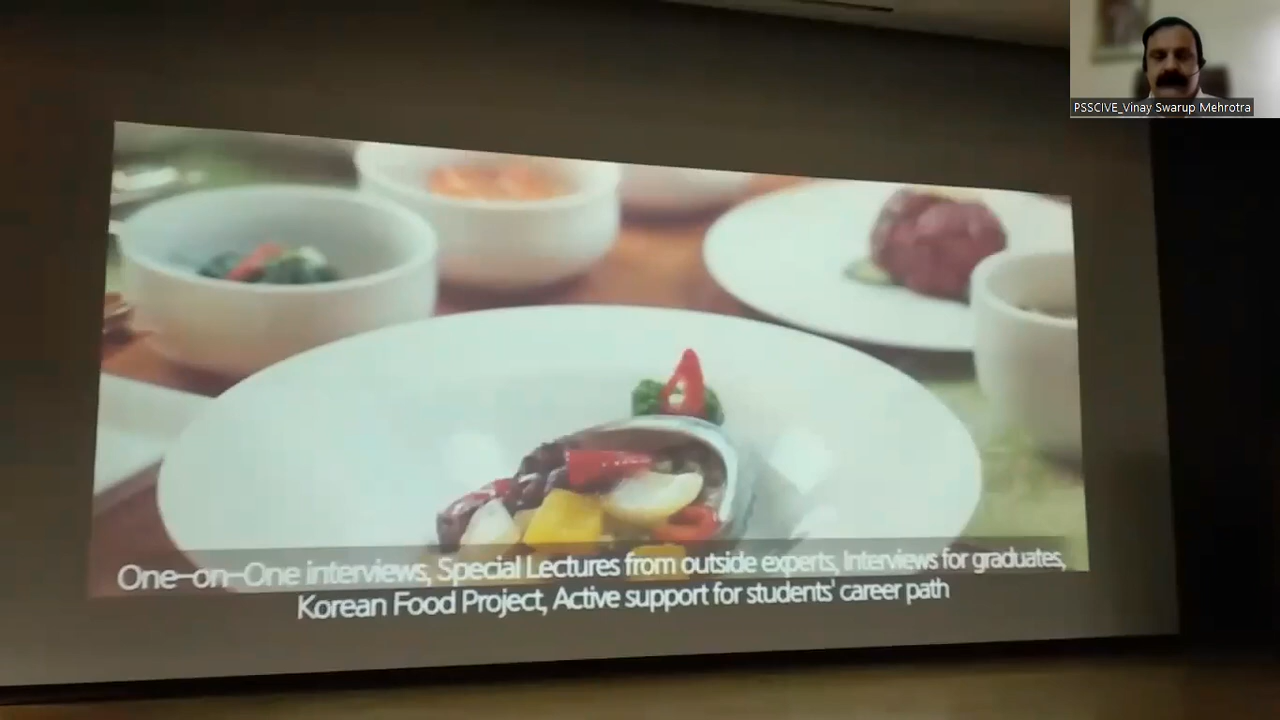 PSSCIVE_Vinay Swarup Mehrotra
One-on-One interviews, Special Lectures from outside experts, Interviews for graduates,
Korean Food Project, Active support for students' career path